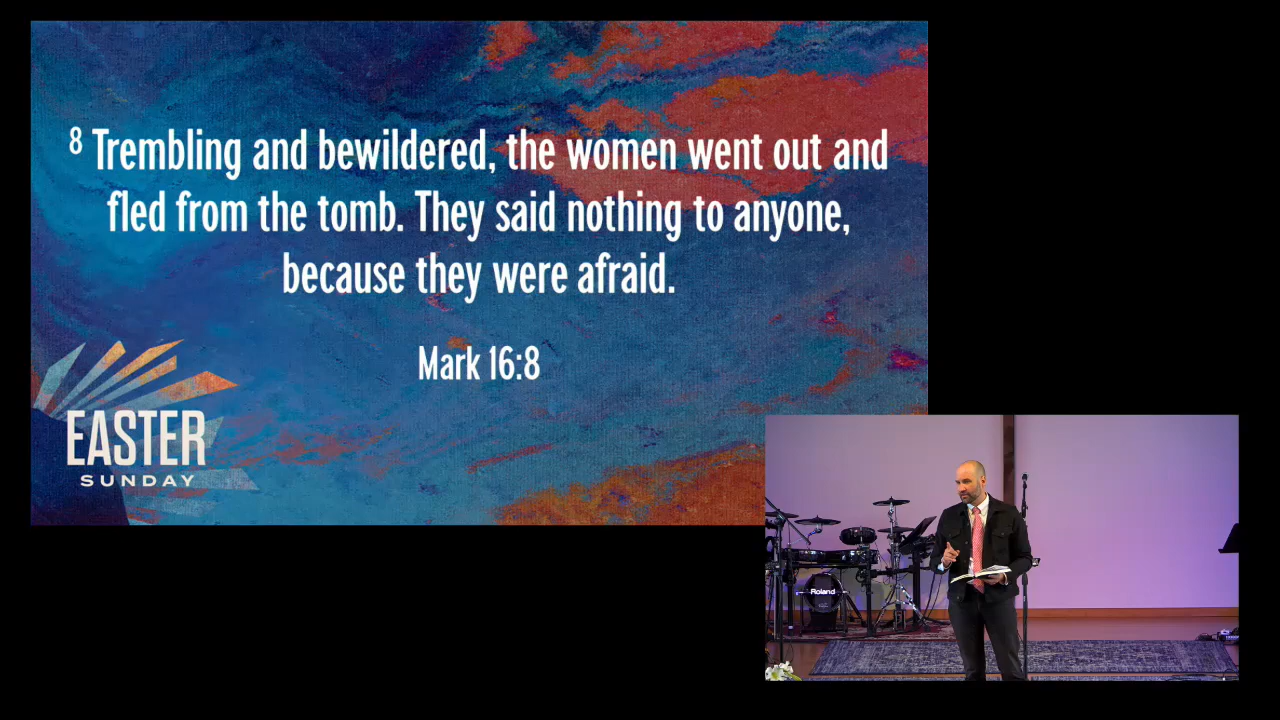 8 Trembling and bewildered, the women went out and
fled from the tomb. They said nothing to anyone,
because they were afraid.
Mark 16:8
EASTER
SUNDAY
Roland